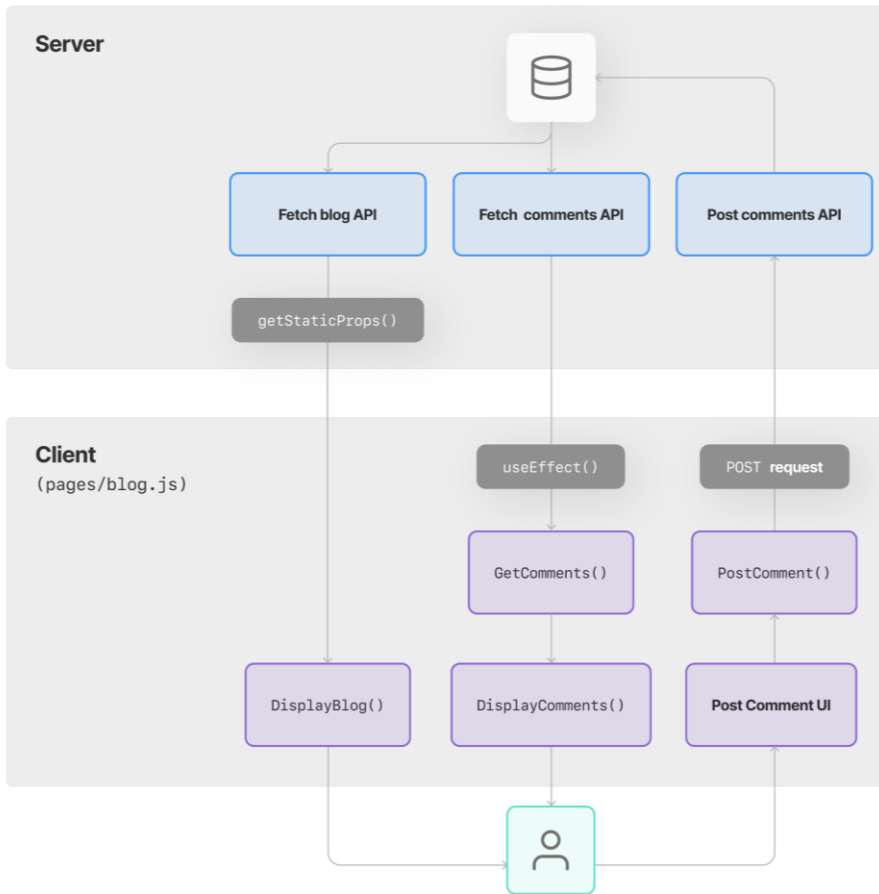 Server
Fetch blog API
Fetch comments API
Post comments API
getStaticProps()
Client
(pages/blog.js)
useEffect()
POST request
GetComments()
PostComment()
DisplayBlog()
DisplayComments()
Post Comment UI